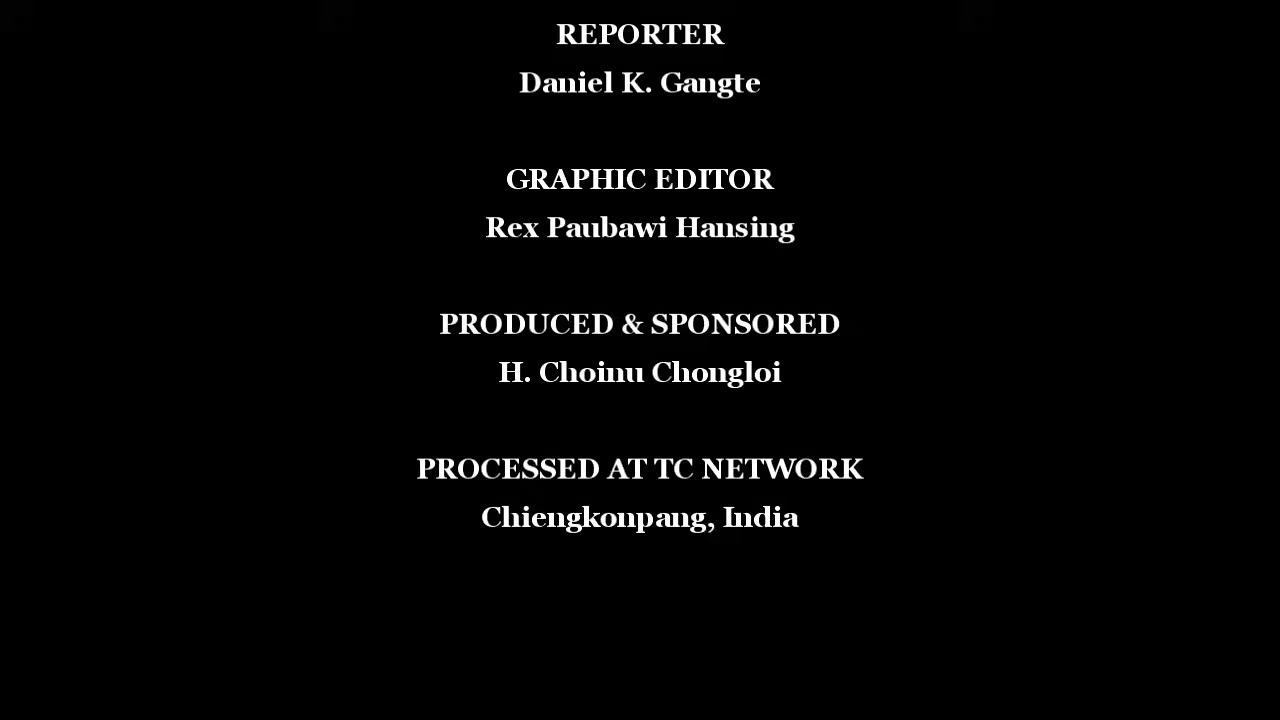 REPORTER
Daniel K. Gangte
GRAPHIC EDITOR
Rex Paubawi Hansing
PRODUCED & SPONSORED
H. Choinu Chongloi
PROCESSED AT TC NETWORK
Chiengkonpang, India